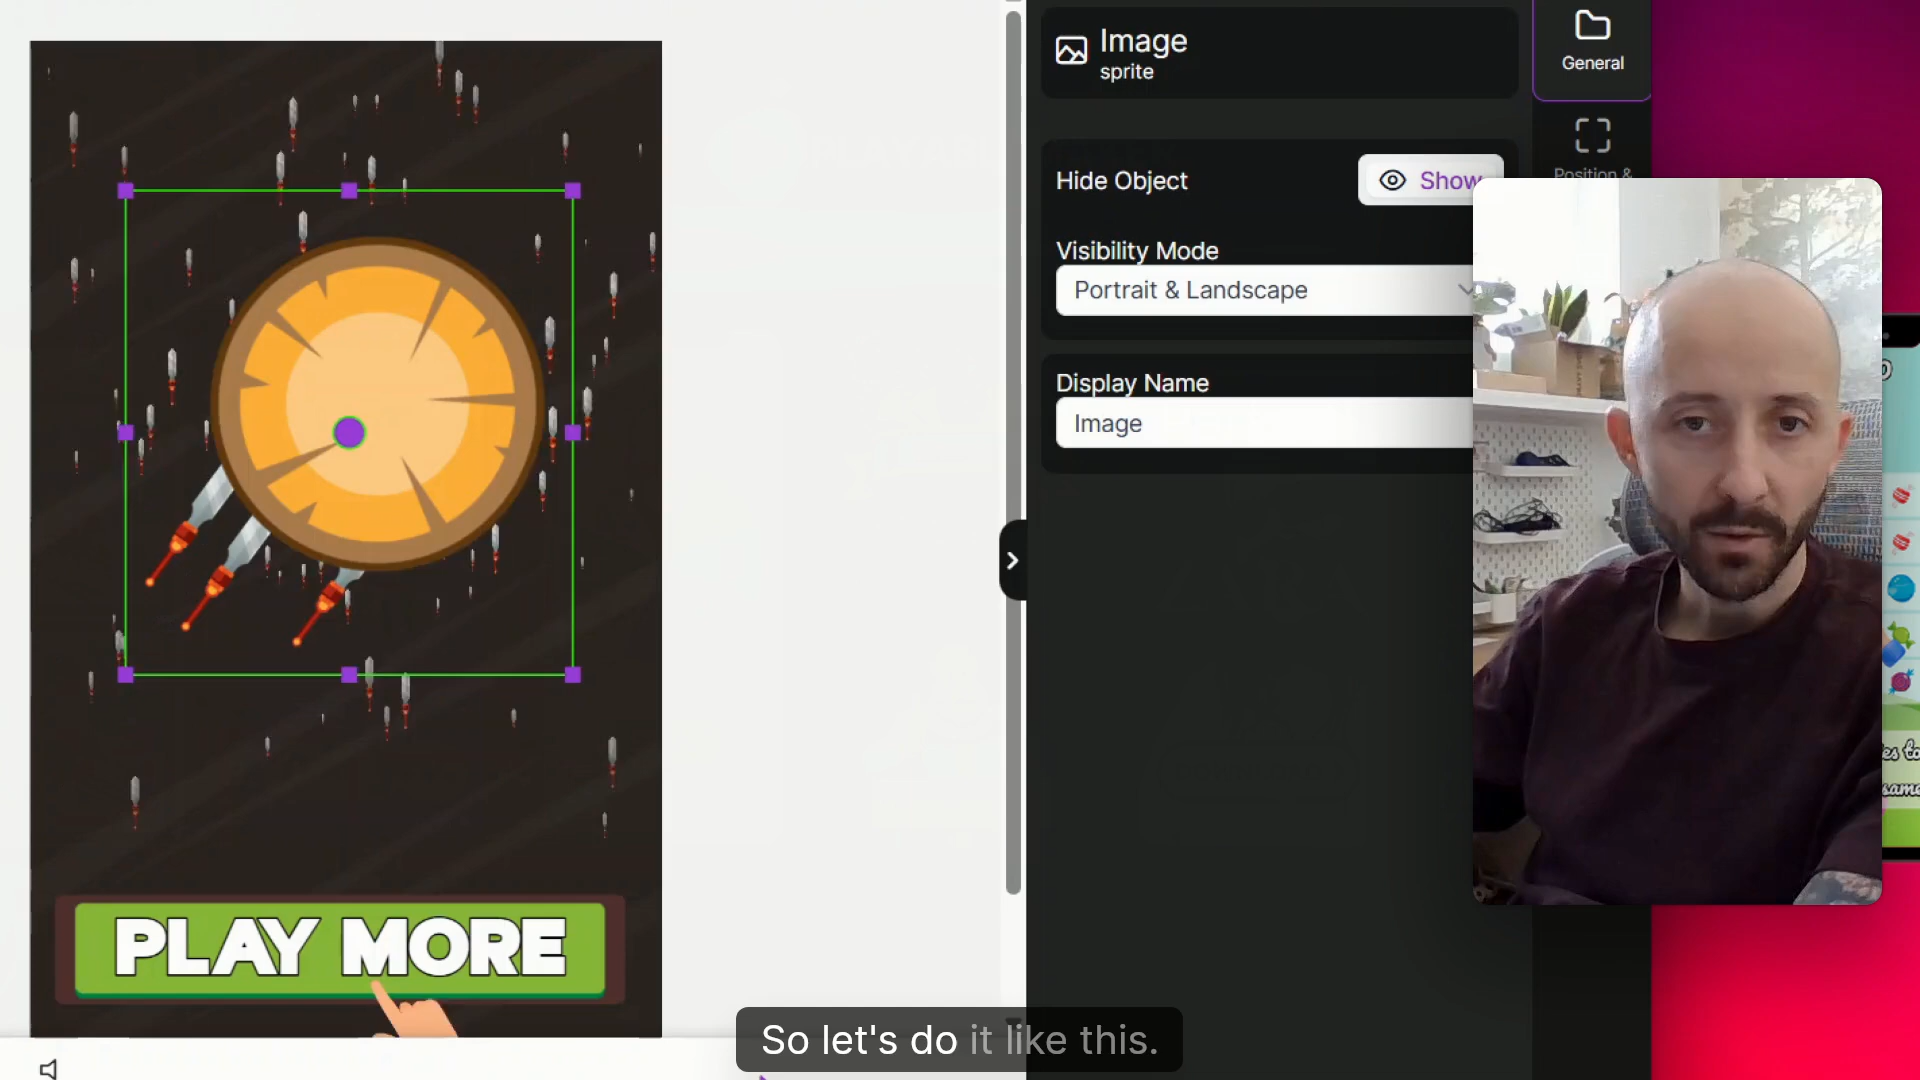 Image
sprite
General
Position &
Hide Object
Show
Visibility Mode
Portrait & Landscape
Display Name
Image
PLAY MORE
So let's do it like this.